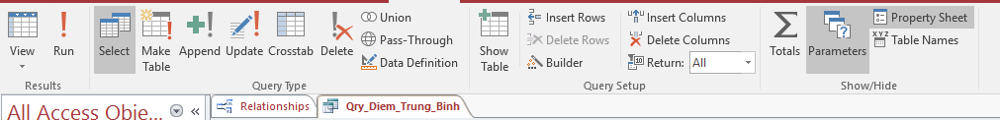 View
Run
Results
Select
Make Table
Append
Update
Crosstab
Delete
Union
Pass-Through
Data Definition
Query Type
Show Table
Insert Rows
Delete Rows
Builder
Insert Columns
Delete Columns
Return: All
Query Setup
Totals
Parameters
Property Sheet
XYZ Table Names
Show/Hide
All Access Obje... «
Relationships
Qry_Diem_Trung_Binh